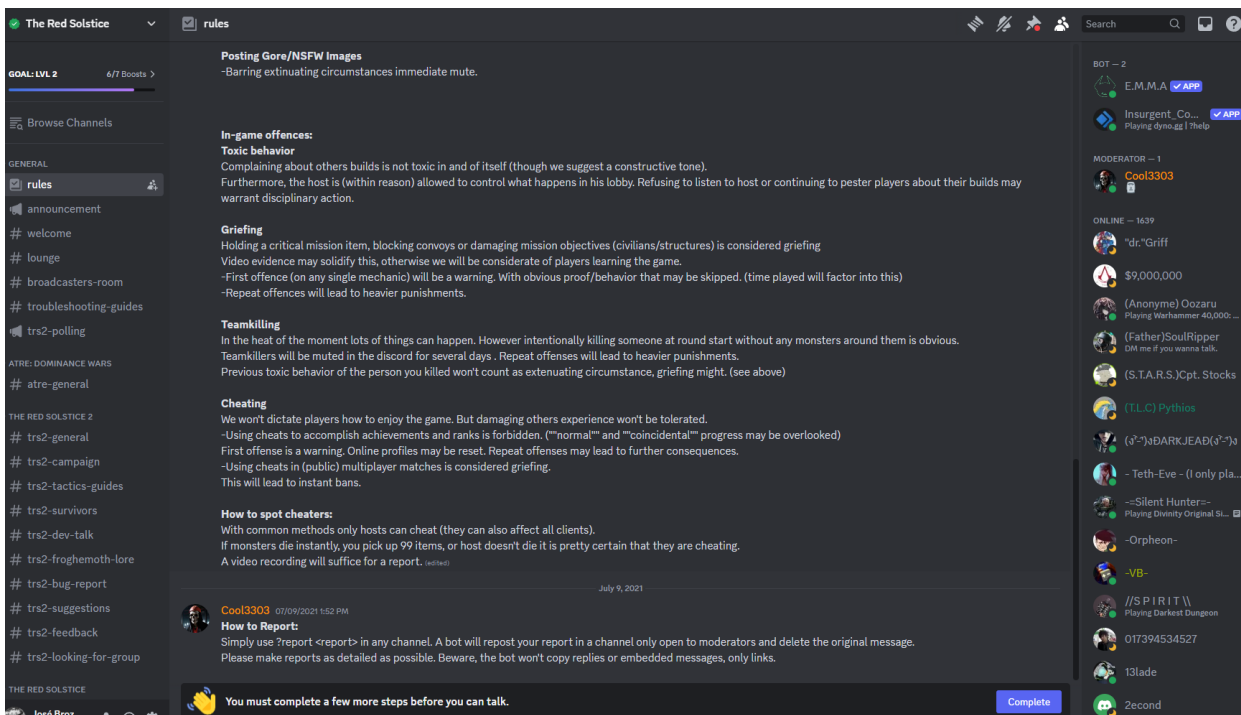 The Red Solstice
rules
Search
GOAL: LVL 2
6/7 Boosts >
Browse Channels
GENERAL
rules
announcement
# welcome
# lounge
# broadcasters-room
# troubleshooting-guides
trs2-polling
ATRE: DOMINANCE WARS
# atre-general
THE RED SOLSTICE 2
# trs2-general
# trs2-campaign
# trs2-tactics-guides
# trs2-survivors
# trs2-dev-talk
# trs2-froghemoth-lore
# trs2-bug-report
# trs2-suggestions
# trs2-feedback
# trs2-looking-for-group
THE RED SOLSTICE
José Broz
Posting Gore/NSFW Images
-Barring extinuating circumstances immediate mute.
In-game offences:
Toxic behavior
Complaining about others builds is not toxic in and of itself (though we suggest a constructive tone).
Furthermore, the host is (within reason) allowed to control what happens in his lobby. Refusing to listen to host or continuing to pester players about their builds may
warrant disciplinary action.
Griefing
Holding a critical mission item, blocking convoys or damaging mission objectives (civilians/structures) is considered griefing
Video evidence may solidify this, otherwise we will be considerate of players learning the game.
-First offence (on any single mechanic) will be a warning. With obvious proof/behavior that may be skipped. (time played will factor into this)
-Repeat offences will lead to heavier punishments.
Teamkilling
In the heat of the moment lots of things can happen. However intentionally killing someone at round start without any monsters around them is obvious.
Teamkillers will be muted in the discord for several days . Repeat offenses will lead to heavier punishments.
Previous toxic behavior of the person you killed won't count as extenuating circumstance, griefing might. (see above)
Cheating
We won't dictate players how to enjoy the game. But damaging others experience won't be tolerated.
-Using cheats to accomplish achievements and ranks is forbidden. (""normal"" and ""coincidental"" progress may be overlooked)
First offense is a warning. Online profiles may be reset. Repeat offenses may lead to further consequences.
-Using cheats in (public) multiplayer matches is considered griefing.
This will lead to instant bans.
How to spot cheaters:
With common methods only hosts can cheat (they can also affect all clients).
If monsters die instantly, you pick up 99 items, or host doesn't die it is pretty certain that they are cheating.
A video recording will suffice for a report. (edited)
July 9, 2021
Cool3303 07/09/2021 1:52 PM
How to Report:
Simply use ?report <report> in any channel. A bot will repost your report in a channel only open to moderators and delete the original message.
Please make reports as detailed as possible. Beware, the bot won't copy replies or embedded messages, only links.
You must complete a few more steps before you can talk.
Complete
BOT — 2
E.M.M.A ✓ APP
Insurgent_Co... ✓ APP
Playing dyno.gg | ?help
MODERATOR — 1
Cool3303
ONLINE — 1639
"dr."Griff
$9,000,000
(Anonyme) Oozaru
Playing Warhammer 40,000: ...
(Father)SoulRipper
DM me if you wanna talk.
(S.T.A.R.S.)Cpt. Stocks
(T.L.C) Pythios
- Teth-Eve - (I only pla...
-=Silent Hunter=-
Playing Divinity Original Si...
-Orpheon-
-VB-
//S P I R I T \\
Playing Darkest Dungeon
017394534527
13lade
2econd